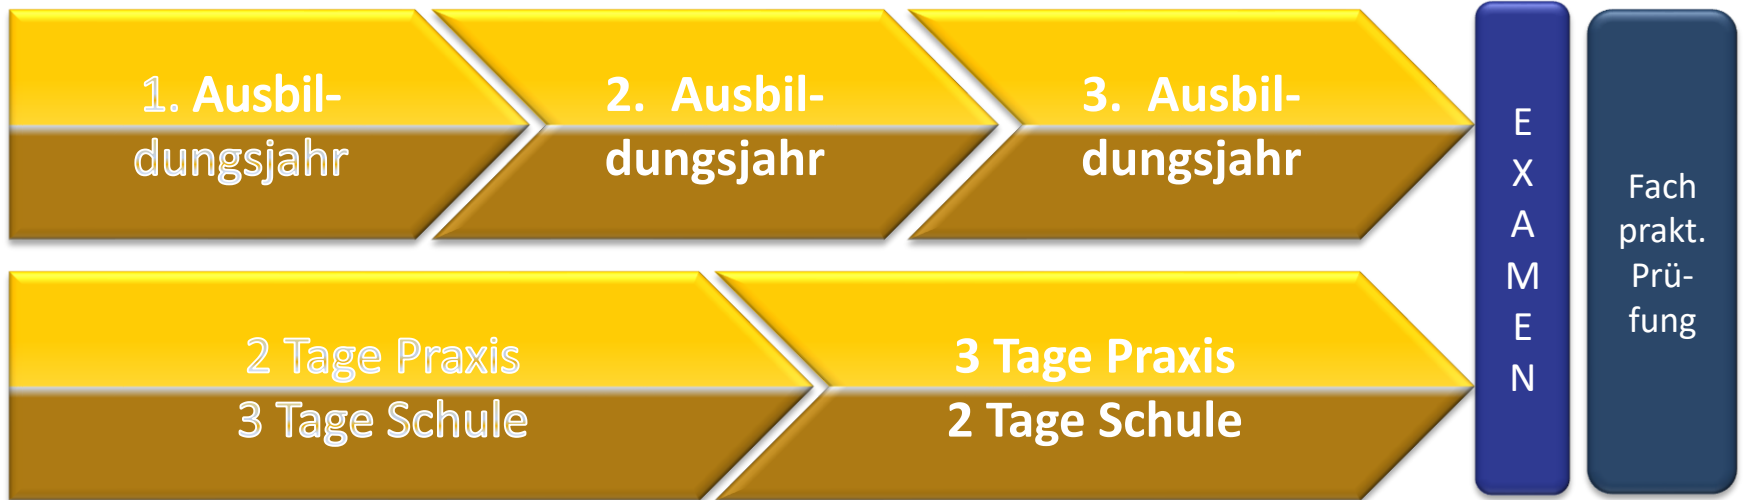 1. Ausbil-
dungsjahr
2. Ausbil-
dungsjahr
3. Ausbil-
dungsjahr
2 Tage Praxis
3 Tage Schule
3 Tage Praxis
2 Tage Schule
E
X
A
M
E
N
Fach
prakt.
Prü-
fung